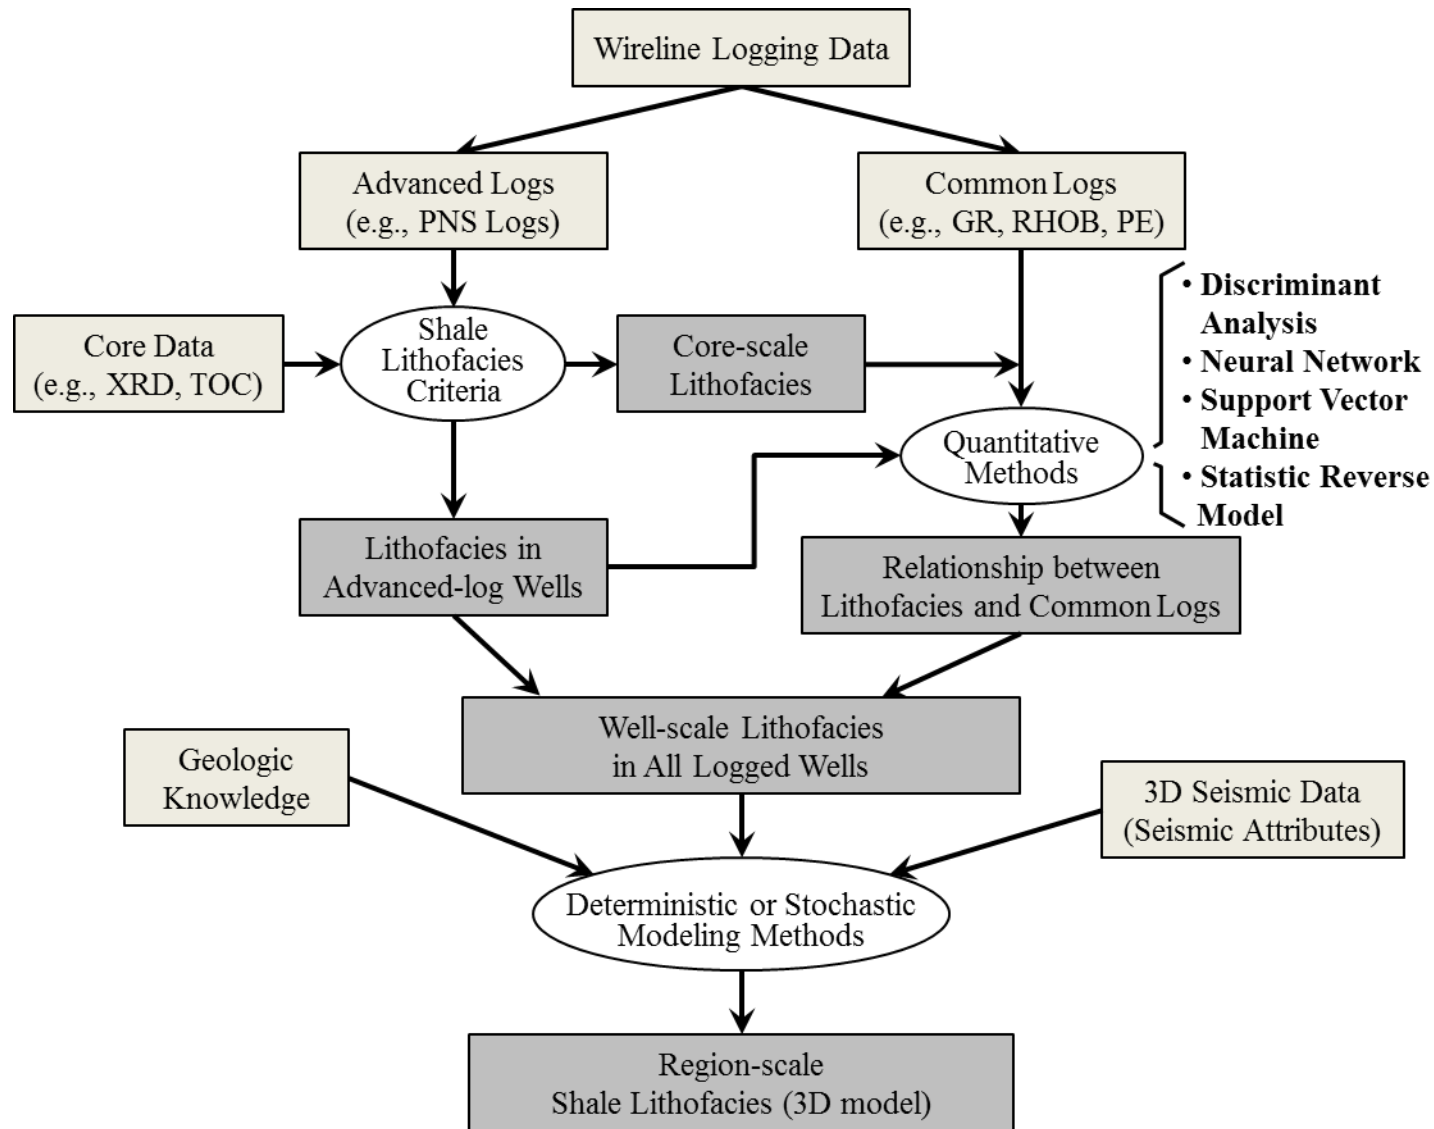 Wireline Logging Data
Advanced Logs
(e.g., PNS Logs)
Common Logs
(e.g., GR, RHOB, PE)
Core Data
(e.g., XRD, TOC)
Shale
Lithofacies
Criteria
Core-scale
Lithofacies
• Discriminant
Analysis
• Neural Network
• Support Vector
Machine
• Statistic Reverse
Model
Quantitative
Methods
Lithofacies in
Advanced-log Wells
Relationship between
Lithofacies and Common Logs
Well-scale Lithofacies
in All Logged Wells
Geologic
Knowledge
3D Seismic Data
(Seismic Attributes)
Deterministic or Stochastic
Modeling Methods
Region-scale
Shale Lithofacies (3D model)